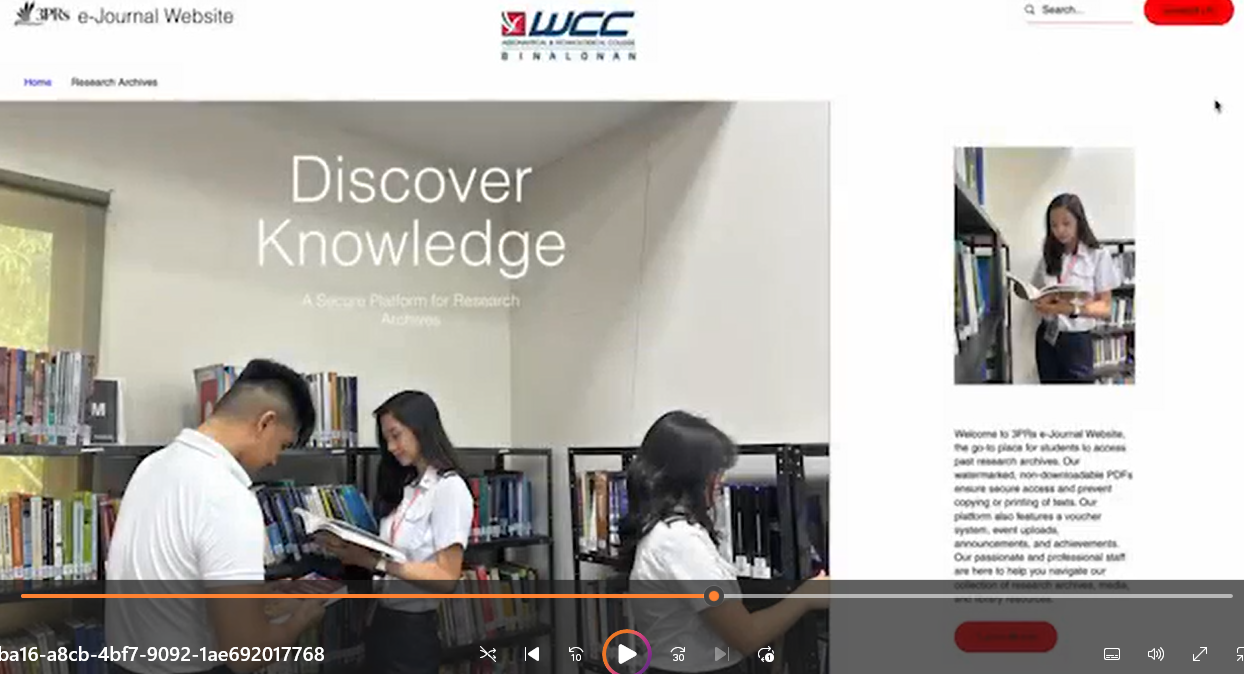 3PRs e-Journal Website
WCC
AERONAUTICAL & TECHNOLOGICAL COLLEGE
BINALONAN
Search...
Home Research Archives
Discover
Knowledge
A Secure Platform for Research
Archives
M
Welcome to 3PRs e-Journal Website,
the go-to place for students to access
past research archives. Our
watermarked, non-downloadable PDFs
ensure secure access and prevent
copying or printing of texts. Our
platform also features a voucher
system, event uploads,
announcements, and achievements.
Our passionate and professional staff
are here to help you navigate our
collection of research archives, media,
and library resources.
ba16-a8cb-4bf7-9092-1ae692017768
10
30
1